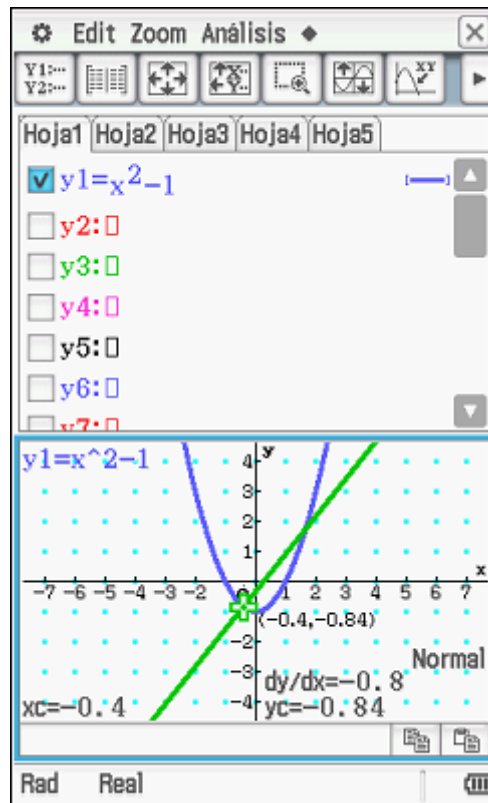 Edit Zoom Análisis ◆
Y1:···
Y2:···
XY
Hoja1 Hoja2 Hoja3 Hoja4 Hoja5
y1=x²−1
y2:▯
y3:▯
y4:▯
y5:▯
y6:▯
y7:▯
y1=x^2−1
y
4
3
2
1
x
−7 −6 −5 −4 −3 −2 0 1 2 3 4 5 6 7
(−0.4,−0.84)
−2
−3
−4
Normal
dy/dx=−0.8
xc=−0.4
yc=−0.84
Rad Real